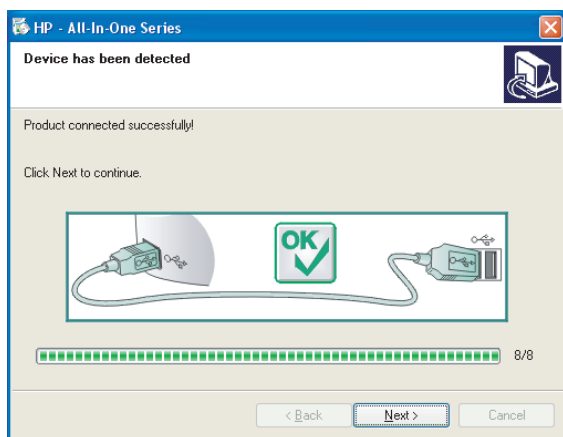 HP - All-In-One Series
Device has been detected
Product connected successfully!
Click Next to continue.
OK
8/8
< Back Next > Cancel